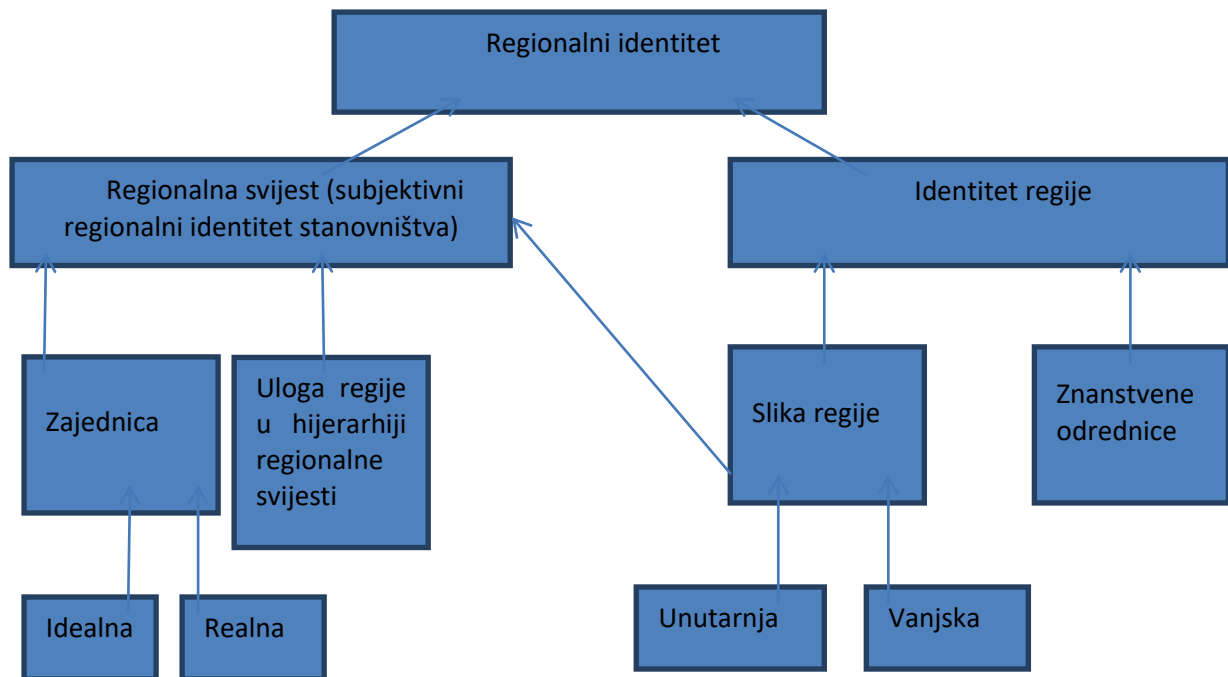 Regionalni identitet
Regionalna svijest (subjektivni
regionalni identitet stanovništva)
Identitet regije
Zajednica
Uloga regije
u hijerarhiji
regionalne
svijesti
Slika regije
Znanstvene
odrednice
Idealna
Realna
Unutarnja
Vanjska